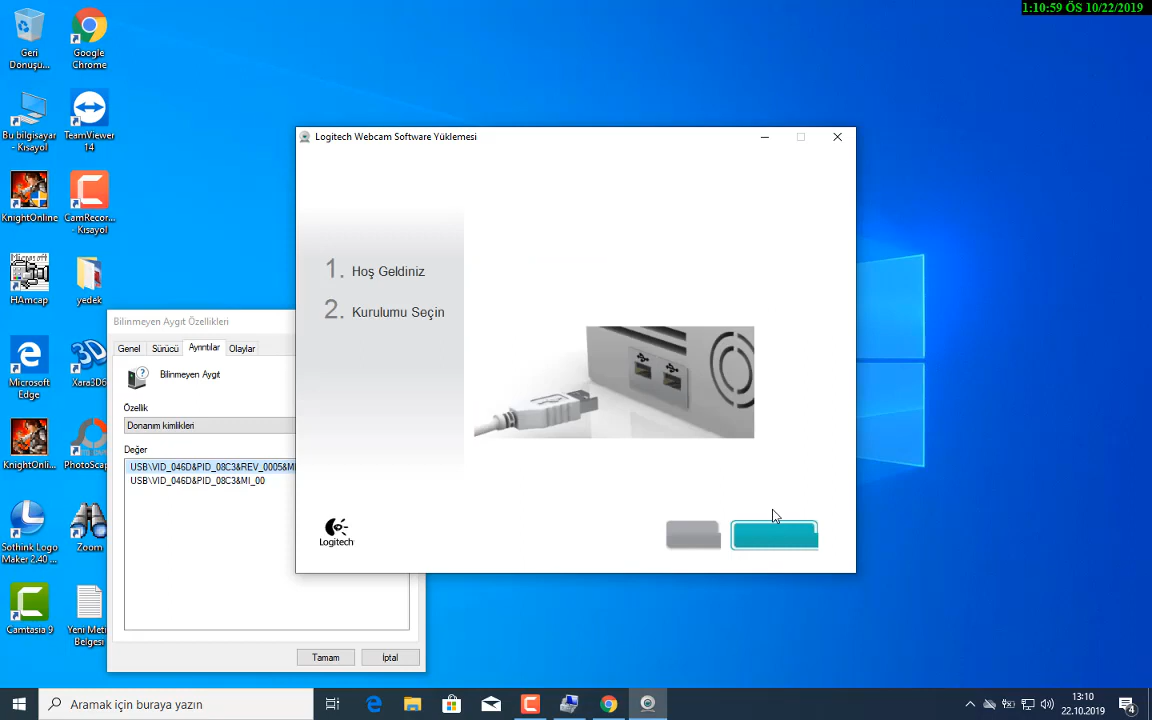 1:10:59 ÖS 10/22/2019
Geri
Dönüşü...
Google
Chrome
Bu bilgisayar
- Kısayol
TeamViewer
14
KnightOnline
CamRecor...
- Kısayol
Microsoft
HAmcap
yedek
Microsoft
Edge
Xara3D6
KnightOnli...
PhotoScap
Sothink Logo
Maker 2.40 ...
Zoom
Camtasia 9
Yeni Metin
Belgesi
Logitech Webcam Software Yüklemesi
1. Hoş Geldiniz
2. Kurulumu Seçin
Logitech
Bilinmeyen Aygıt Özellikleri
Genel Sürücü Ayrıntılar Olaylar
Bilinmeyen Aygıt
Özellik
Donanım kimlikleri
Değer
USB\VID_046D&PID_08C3&REV_0005&MI
USB\VID_046D&PID_08C3&MI_00
Tamam İptal
Aramak için buraya yazın
13:10
22.10.2019
4